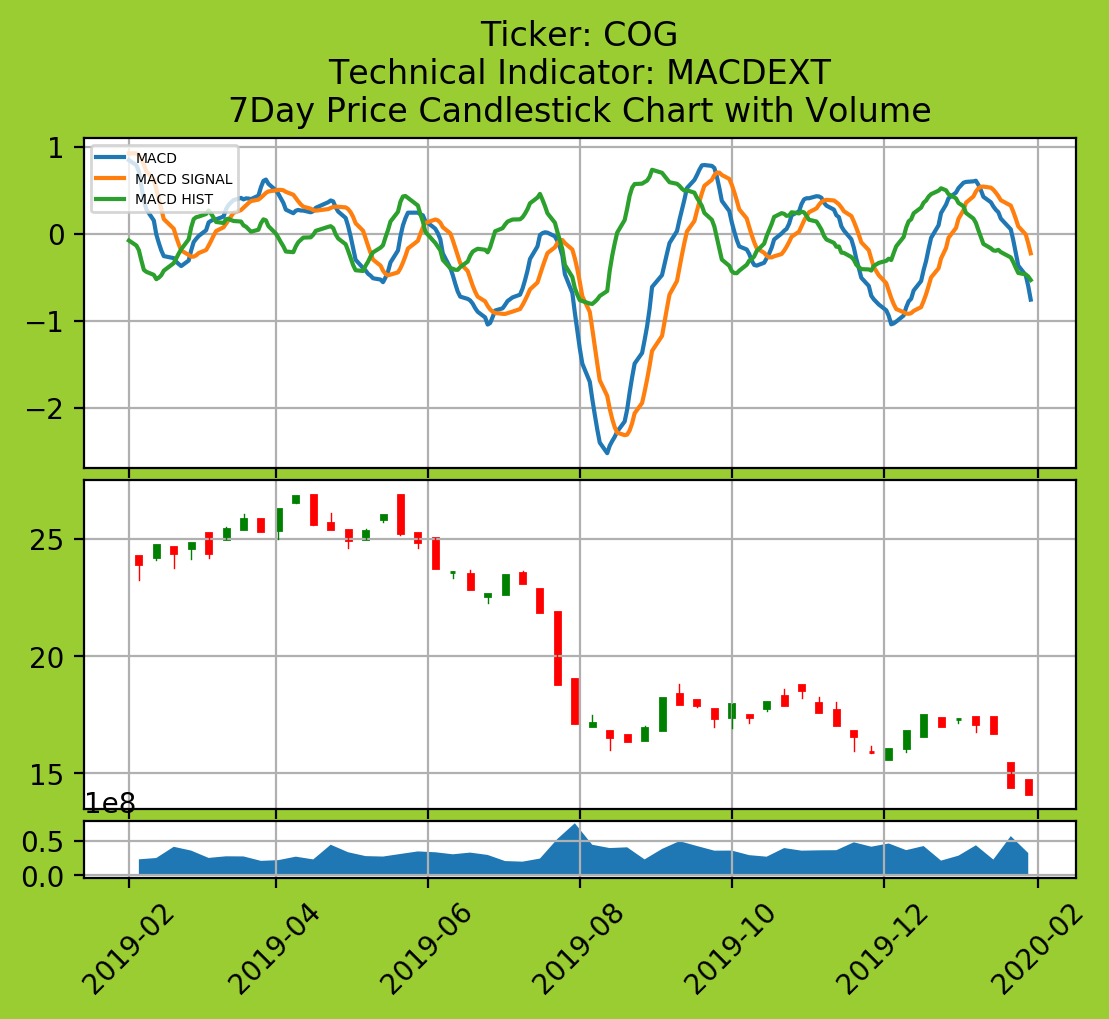 Ticker: COG
Technical Indicator: MACDEXT
7Day Price Candlestick Chart with Volume
1
0
−1
−2
MACD
MACD SIGNAL
MACD HIST
25
20
15
1e8
0.5
0.0
2019-02
2019-04
2019-06
2019-08
2019-10
2019-12
2020-02